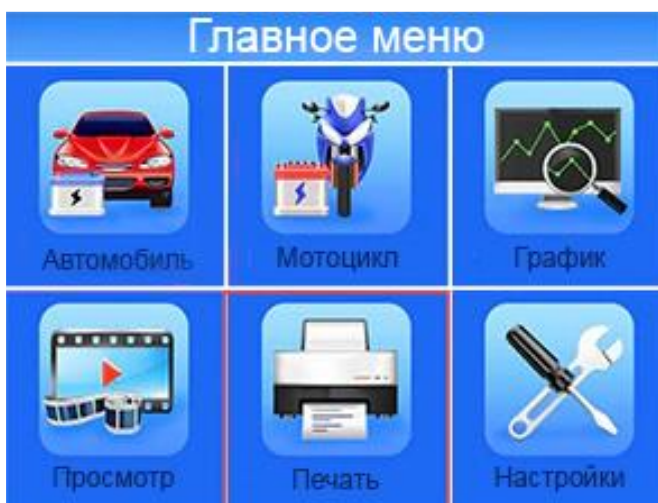 Главное меню
Автомобиль Мотоцикл График
Просмотр Печать Настройки